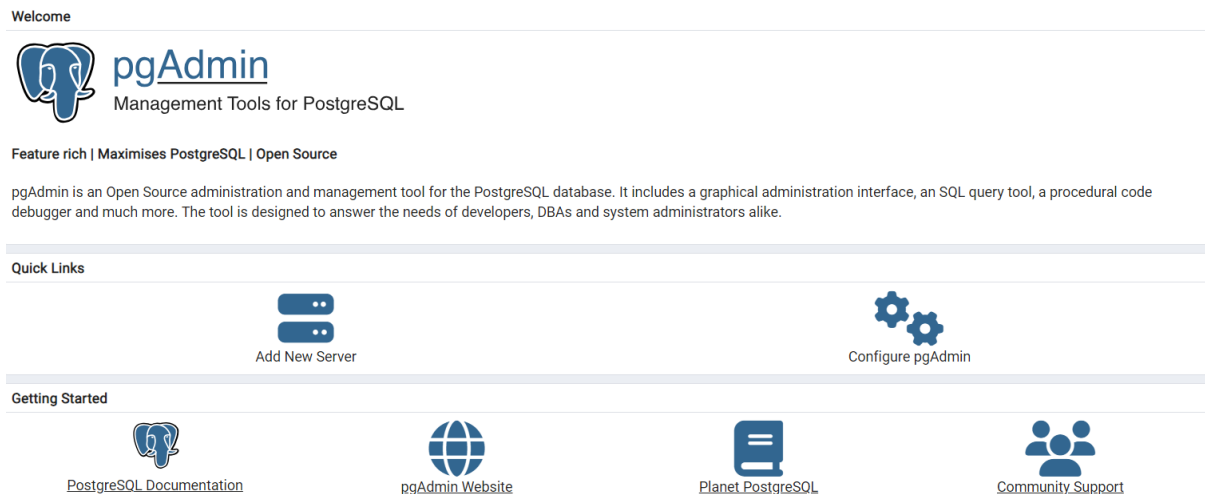 Welcome
pgAdmin
Management Tools for PostgreSQL
Feature rich | Maximises PostgreSQL | Open Source
pgAdmin is an Open Source administration and management tool for the PostgreSQL database. It includes a graphical administration interface, an SQL query tool, a procedural code
debugger and much more. The tool is designed to answer the needs of developers, DBAs and system administrators alike.
Quick Links
Add New Server
Configure pgAdmin
Getting Started
PostgreSQL Documentation
pgAdmin Website
Planet PostgreSQL
Community Support